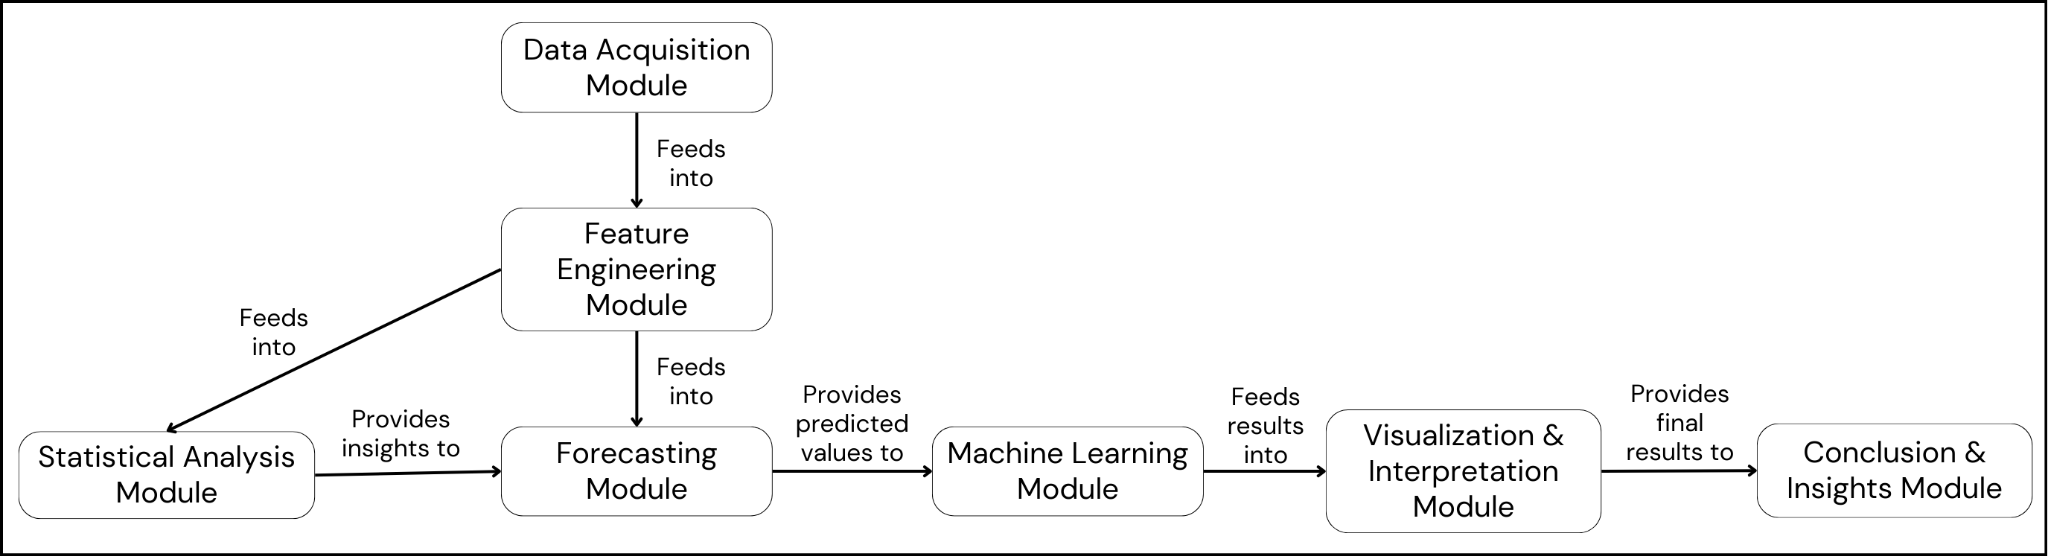 Data Acquisition
Module
Feeds
into
Feature
Engineering
Module
Feeds
into
Feeds
into
Statistical Analysis
Module
Provides
insights to
Forecasting
Module
Provides
predicted
values to
Machine Learning
Module
Feeds
results
into
Visualization &
Interpretation
Module
Provides
final
results to
Conclusion &
Insights Module